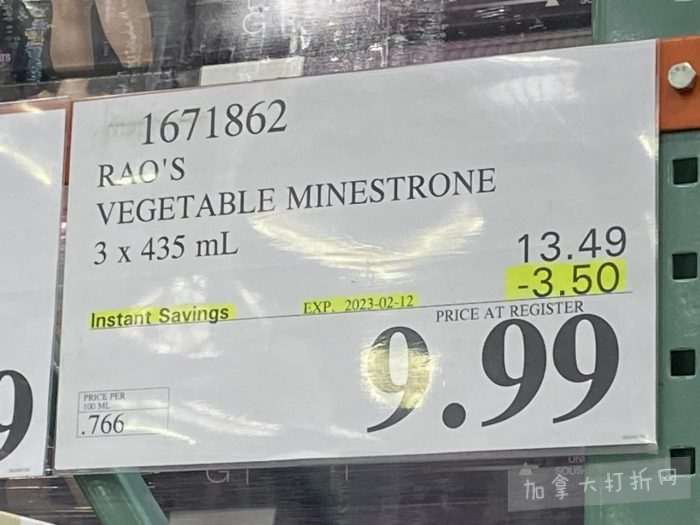 1671862
RAO'S
VEGETABLE MINESTRONE
3 x 435 mL
13.49
-3.50
Instant Savings
EXP. 2023-02-12
PRICE AT REGISTER
9.99
PRICE PER
100 ML
.766
加拿大打折网